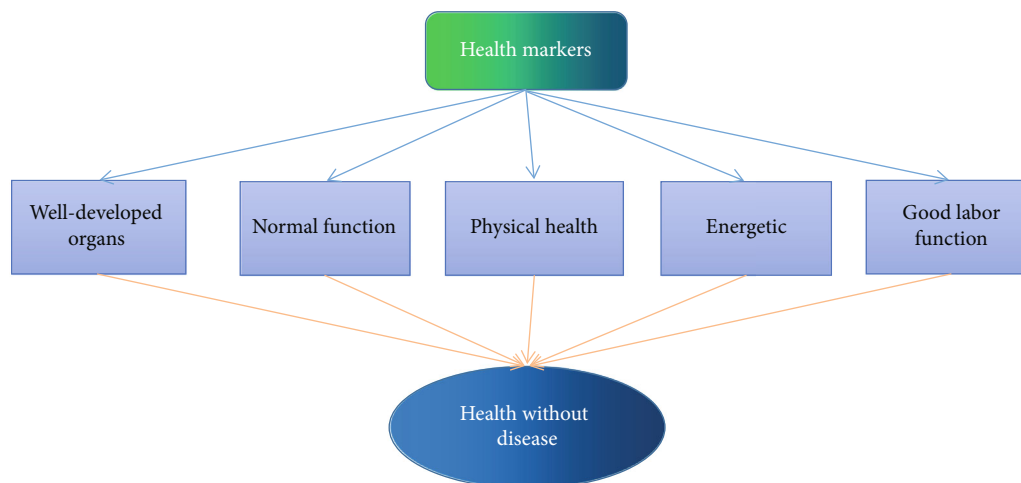 Health markers
Well-developed
organs
Normal function
Physical health
Energetic
Good labor
function
Health without
disease